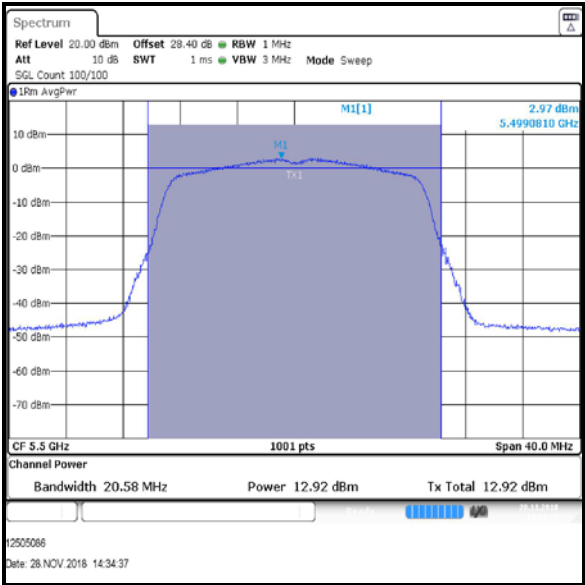 Spectrum
Ref Level 20.00 dBm Offset 28.40 dB RBW 1 MHz
Att 10 dB SWT 1 ms VBW 3 MHz Mode Sweep
SGL Count 100/100
1Rm AvgPwr
M1[1] 2.97 dBm
5.4990810 GHz
10 dBm
M1
0 dBm
TX1
-10 dBm
-20 dBm
-30 dBm
-40 dBm
-50 dBm
-60 dBm
-70 dBm
CF 5.5 GHz 1001 pts Span 40.0 MHz
Channel Power
Bandwidth 20.58 MHz Power 12.92 dBm Tx Total 12.92 dBm
28.11.2018
12505086
Date: 28.NOV.2018 14:34:37